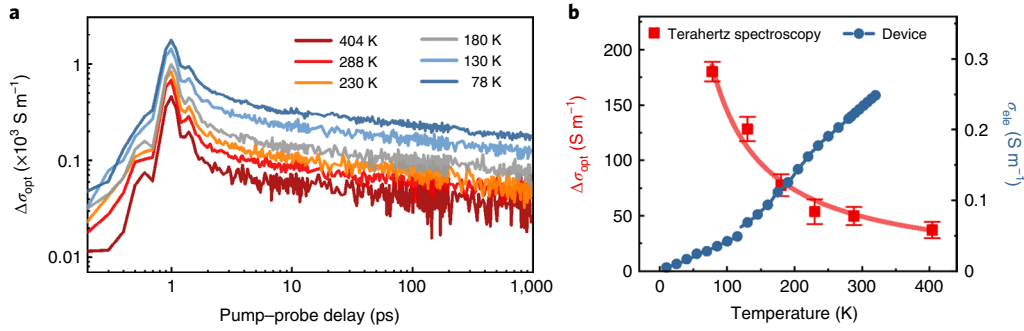 a
Δσopt (×10³ S m⁻¹)
1
0.1
0.01
404 K
288 K
230 K
180 K
130 K
78 K
1
10
100
1,000
Pump–probe delay (ps)
b
Terahertz spectroscopy
Device
Δσopt (S m⁻¹)
200
150
100
50
0
0.3
0.2
0.1
0
σele (S m⁻¹)
0
100
200
300
400
Temperature (K)